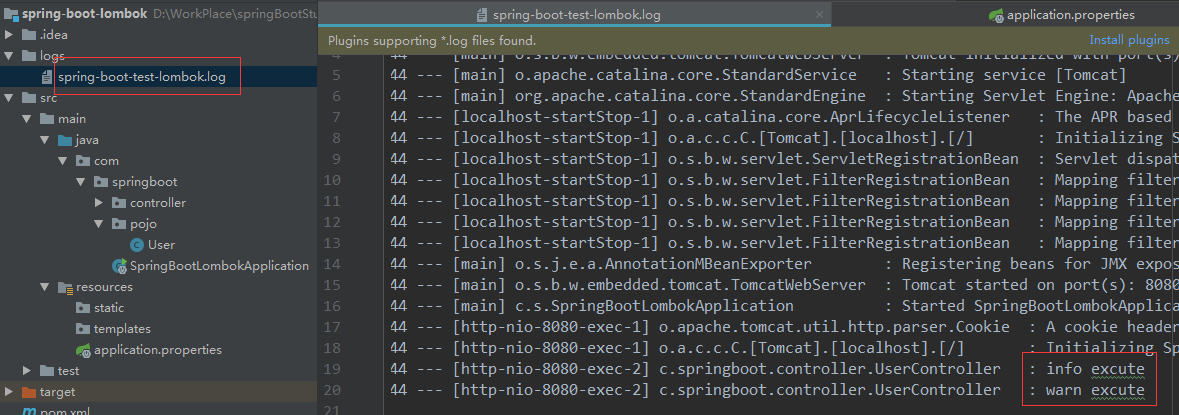 spring-boot-lombok D:\WorkPlace\springBootStu
.idea
logs
spring-boot-test-lombok.log
src
main
java
com
springboot
controller
pojo
User
SpringBootLombokApplication
resources
static
templates
application.properties
test
target
pom.xml
spring-boot-test-lombok.log
application.properties
Plugins supporting *.log files found. Install plugins
4 44 --- [main] o.s.b.w.embedded.tomcat.TomcatWebServer : Tomcat initialized with port(s)
5 44 --- [main] o.apache.catalina.core.StandardService : Starting service [Tomcat]
6 44 --- [main] org.apache.catalina.core.StandardEngine : Starting Servlet Engine: Apache
7 44 --- [localhost-startStop-1] o.a.catalina.core.AprLifecycleListener : The APR based
8 44 --- [localhost-startStop-1] o.a.c.c.C.[Tomcat].[localhost].[/] : Initializing S
9 44 --- [localhost-startStop-1] o.s.b.w.servlet.ServletRegistrationBean : Servlet dispat
10 44 --- [localhost-startStop-1] o.s.b.w.servlet.FilterRegistrationBean : Mapping filter
11 44 --- [localhost-startStop-1] o.s.b.w.servlet.FilterRegistrationBean : Mapping filter
12 44 --- [localhost-startStop-1] o.s.b.w.servlet.FilterRegistrationBean : Mapping filter
13 44 --- [localhost-startStop-1] o.s.b.w.servlet.FilterRegistrationBean : Mapping filter
14 44 --- [main] o.s.j.e.a.AnnotationMBeanExporter : Registering beans for JMX expos
15 44 --- [main] o.s.b.w.embedded.tomcat.TomcatWebServer : Tomcat started on port(s): 8080
16 44 --- [main] c.s.SpringBootLombokApplication : Started SpringBootLombokApplica
17 44 --- [http-nio-8080-exec-1] o.apache.tomcat.util.http.parser.Cookie : A cookie header
18 44 --- [http-nio-8080-exec-1] o.a.c.c.C.[Tomcat].[localhost].[/] : Initializing Sp
19 44 --- [http-nio-8080-exec-2] c.springboot.controller.UserController : info excute
20 44 --- [http-nio-8080-exec-2] c.springboot.controller.UserController : warn excute
21